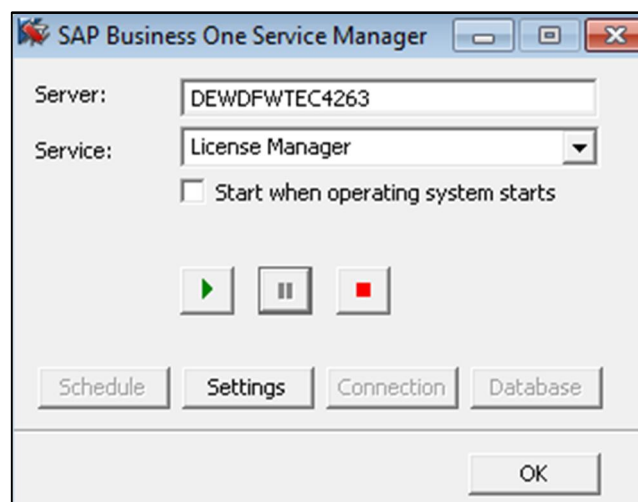 SAP Business One Service Manager
Server: DEWDFWTEC4263
Service: License Manager
Start when operating system starts
Schedule Settings Connection Database
OK